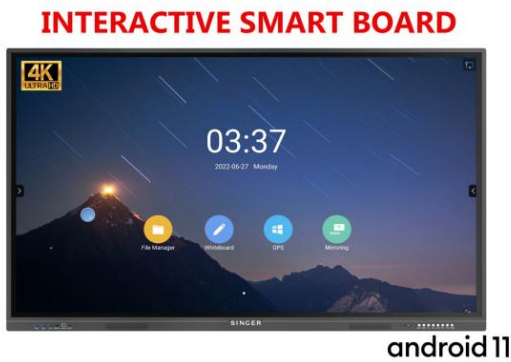 INTERACTIVE SMART BOARD
4K
ULTRA HD
03:37
2022-06-27 Monday
File Manager
Whiteboard
OPS
Mirroring
SINGER
android 11